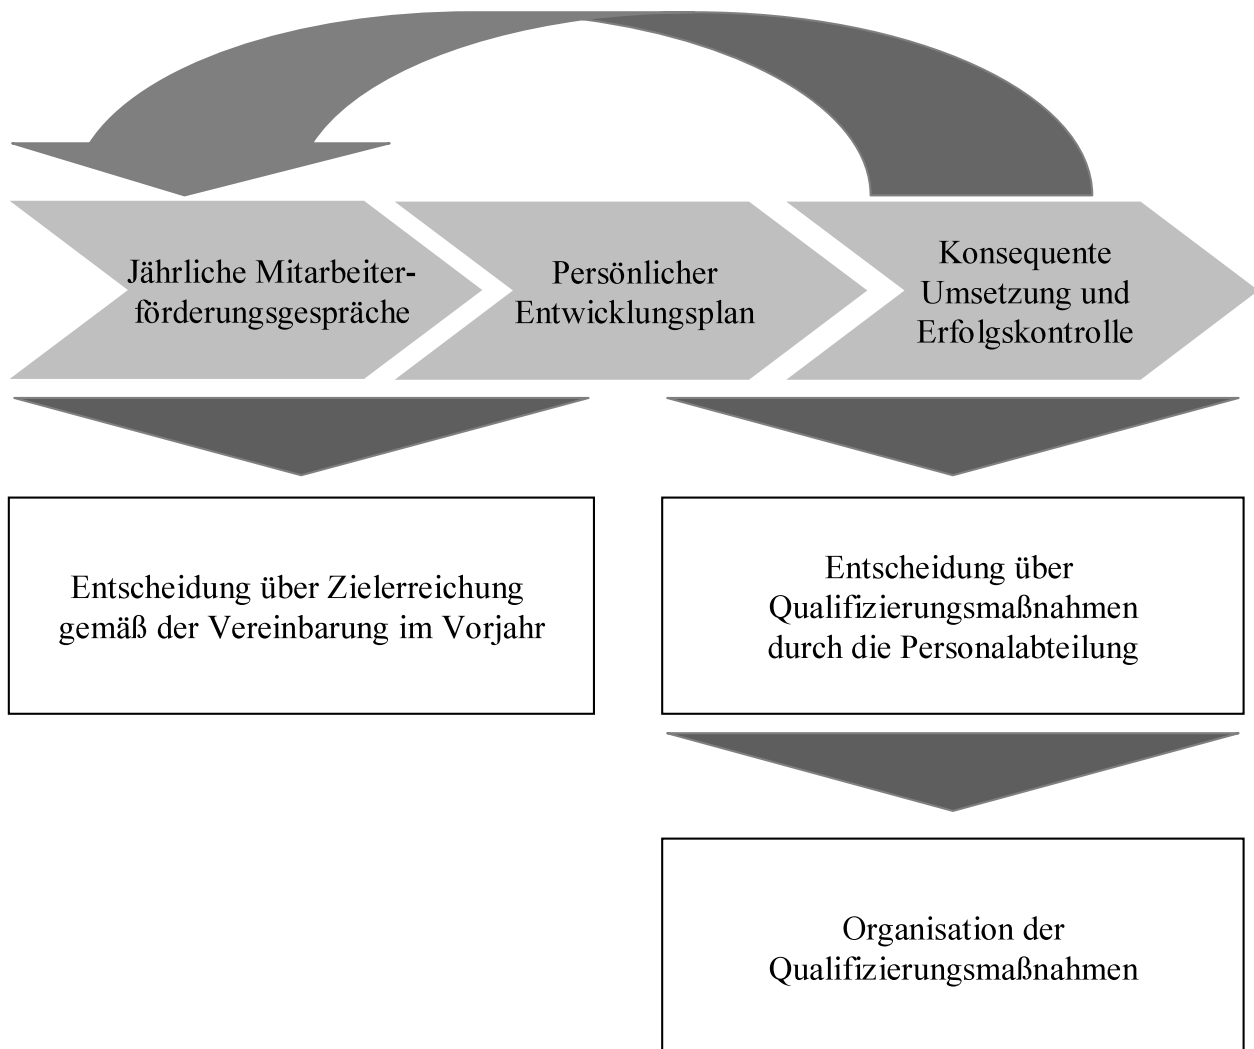 Jährliche Mitarbeiter-
förderungsgespräche
Persönlicher
Entwicklungsplan
Konsequente
Umsetzung und
Erfolgskontrolle
Entscheidung über Zielerreichung
gemäß der Vereinbarung im Vorjahr
Entscheidung über
Qualifizierungsmaßnahmen
durch die Personalabteilung
Organisation der
Qualifizierungsmaßnahmen